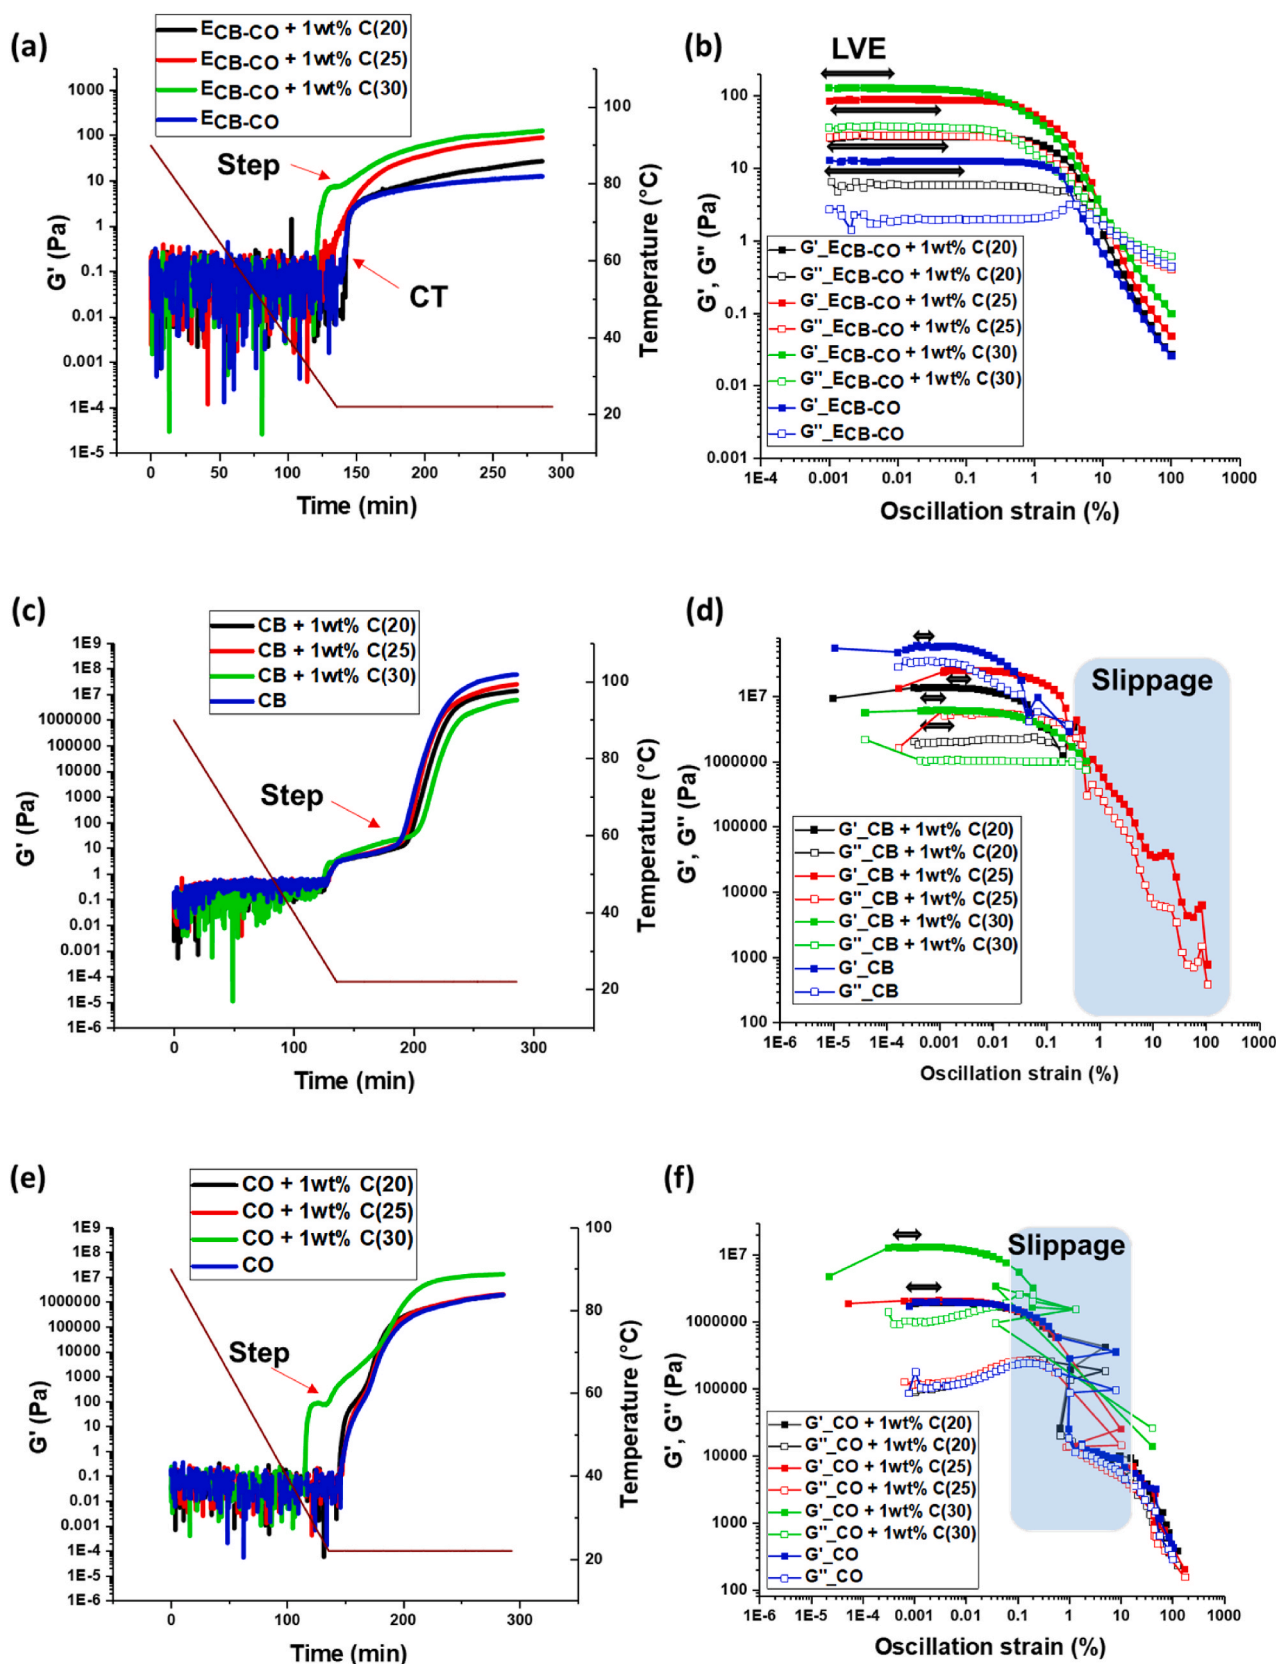 (a)
ECB-CO + 1wt% C(20)
ECB-CO + 1wt% C(25)
ECB-CO + 1wt% C(30)
ECB-CO
1000
100
10
1
0.1
0.01
0.001
1E-4
1E-5
G' (Pa)
Step
CT
100
80
60
40
20
Temperature (°C)
0 50 100 150 200 250 300
Time (min)
(b)
LVE
100
10
1
0.1
0.01
0.001
G', G'' (Pa)
G'_ECB-CO + 1wt% C(20)
G''_ECB-CO + 1wt% C(20)
G'_ECB-CO + 1wt% C(25)
G''_ECB-CO + 1wt% C(25)
G'_ECB-CO + 1wt% C(30)
G''_ECB-CO + 1wt% C(30)
G'_ECB-CO
G''_ECB-CO
1E-4 0.001 0.01 0.1 1 10 100 1000
Oscillation strain (%)
(c)
CB + 1wt% C(20)
CB + 1wt% C(25)
CB + 1wt% C(30)
CB
1E9
1E8
1E7
1000000
100000
10000
1000
100
10
1
0.1
0.01
0.001
1E-4
1E-5
1E-6
G' (Pa)
Step
100
80
60
40
20
Temperature (°C)
0 100 200 300
Time (min)
(d)
Slippage
1E7
1000000
100000
10000
1000
100
G', G'' (Pa)
G'_CB + 1wt% C(20)
G''_CB + 1wt% C(20)
G'_CB + 1wt% C(25)
G''_CB + 1wt% C(25)
G'_CB + 1wt% C(30)
G''_CB + 1wt% C(30)
G'_CB
G''_CB
1E-6 1E-5 1E-4 0.001 0.01 0.1 1 10 100 1000
Oscillation strain (%)
(e)
CO + 1wt% C(20)
CO + 1wt% C(25)
CO + 1wt% C(30)
CO
1E9
1E8
1E7
1000000
100000
10000
1000
100
10
1
0.1
0.01
0.001
1E-4
1E-5
1E-6
G' (Pa)
Step
100
80
60
40
20
Temperature (°C)
0 100 200 300
Time (min)
(f)
Slippage
1E7
1000000
100000
10000
1000
100
G', G'' (Pa)
G'_CO + 1wt% C(20)
G''_CO + 1wt% C(20)
G'_CO + 1wt% C(25)
G''_CO + 1wt% C(25)
G'_CO + 1wt% C(30)
G''_CO + 1wt% C(30)
G'_CO
G''_CO
1E-6 1E-5 1E-4 0.001 0.01 0.1 1 10 100 1000
Oscillation strain (%)